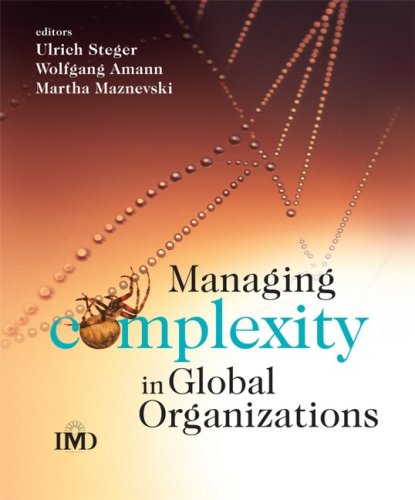 editors
Ulrich Steger
Wolfgang Amann
Martha Maznevski
Managing
complexity
in Global
Organizations
IMD